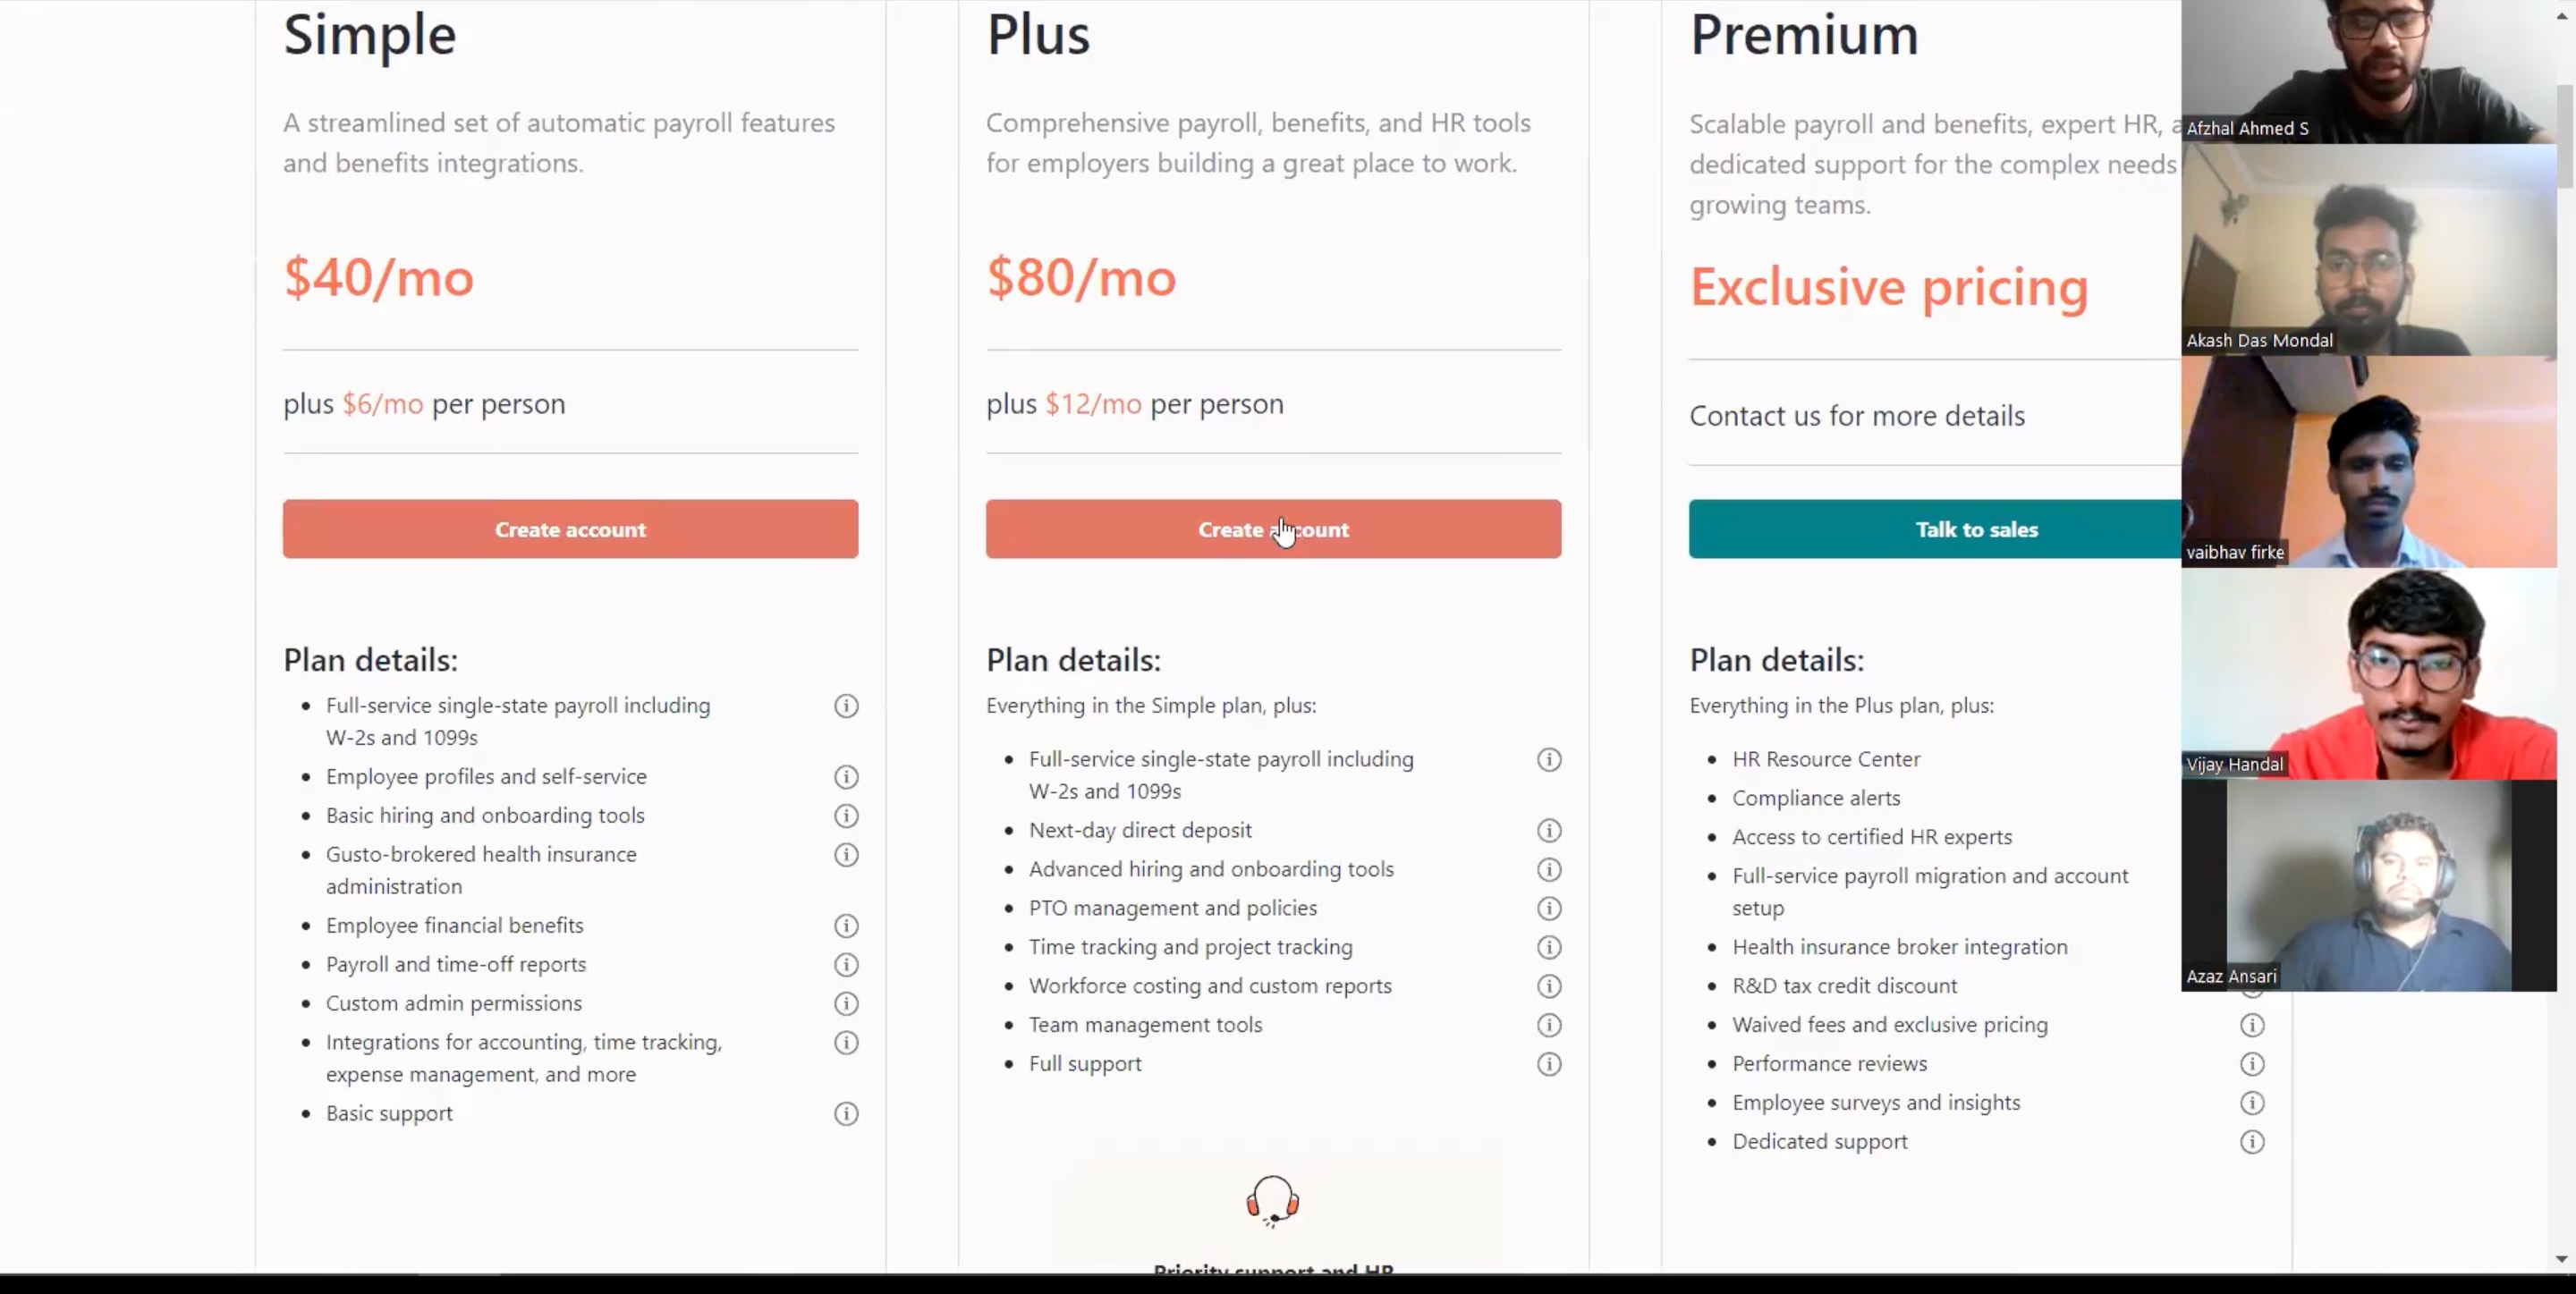 Simple
A streamlined set of automatic payroll features
and benefits integrations.
$40/mo
plus $6/mo per person
Create account
Plan details:
Full-service single-state payroll including
W-2s and 1099s
Employee profiles and self-service
Basic hiring and onboarding tools
Gusto-brokered health insurance
administration
Employee financial benefits
Payroll and time-off reports
Custom admin permissions
Integrations for accounting, time tracking,
expense management, and more
Basic support
Plus
Comprehensive payroll, benefits, and HR tools
for employers building a great place to work.
$80/mo
plus $12/mo per person
Create account
Plan details:
Everything in the Simple plan, plus:
Full-service single-state payroll including
W-2s and 1099s
Next-day direct deposit
Advanced hiring and onboarding tools
PTO management and policies
Time tracking and project tracking
Workforce costing and custom reports
Team management tools
Full support
Priority support and HR
Premium
Scalable payroll and benefits, expert HR,
dedicated support for the complex needs
growing teams.
Exclusive pricing
Contact us for more details
Talk to sales
Plan details:
Everything in the Plus plan, plus:
HR Resource Center
Compliance alerts
Access to certified HR experts
Full-service payroll migration and account
setup
Health insurance broker integration
R&D tax credit discount
Waived fees and exclusive pricing
Performance reviews
Employee surveys and insights
Dedicated support
Afzhal Ahmed S
Akash Das Mondal
vaibhav firke
Vijay Handal
Azaz Ansari